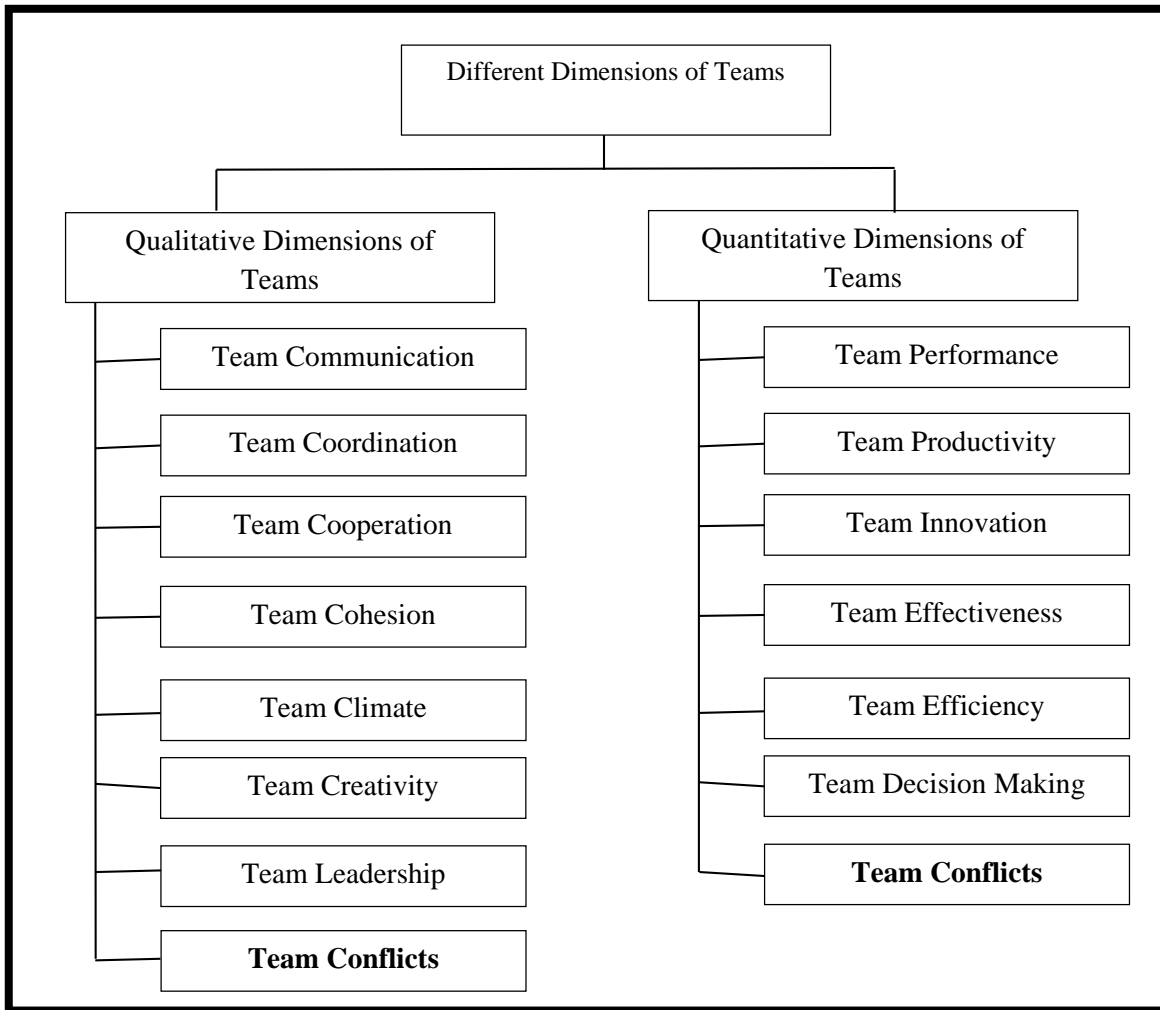 Different Dimensions of Teams
Qualitative Dimensions of
Teams
Team Communication
Team Coordination
Team Cooperation
Team Cohesion
Team Climate
Team Creativity
Team Leadership
Team Conflicts
Quantitative Dimensions of
Teams
Team Performance
Team Productivity
Team Innovation
Team Effectiveness
Team Efficiency
Team Decision Making
Team Conflicts